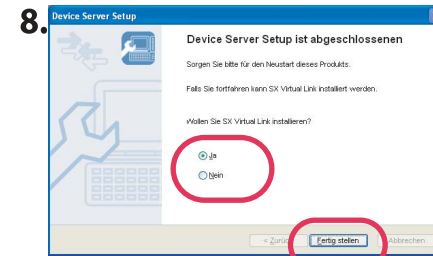 8.
Device Server Setup
Device Server Setup ist abgeschlossenen
Sorgen Sie bitte für den Neustart dieses Produkts.
Falls Sie fortfahren kann SX Virtual Link installiert werden.
Wollen Sie SX Virtual Link installieren?
Ja
Nein
< Zurück Fertig stellen Abbrechen